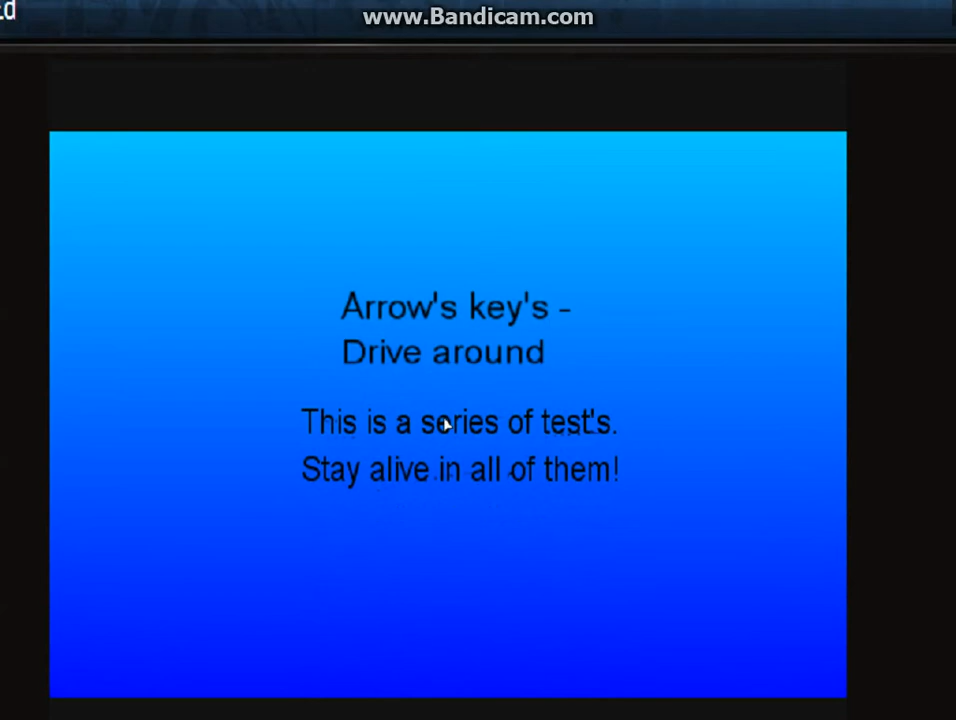 www.Bandicam.com
Arrow's key's -
Drive around
This is a series of test's.
Stay alive in all of them!